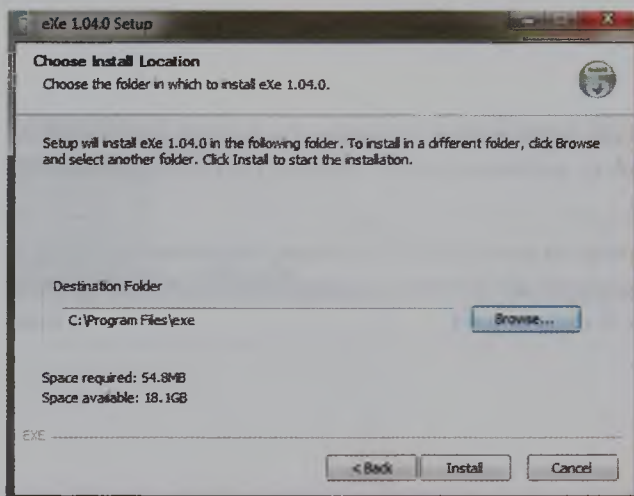 eXe 1.04.0 Setup
Choose Install Location
Choose the folder in which to install eXe 1.04.0.
Setup will install eXe 1.04.0 in the following folder. To install in a different folder, click Browse
and select another folder. Click Install to start the installation.
Destination Folder
C:\Program Files\exe
Browse...
Space required: 54.8MB
Space available: 18.1GB
EXE
< Back
Install
Cancel